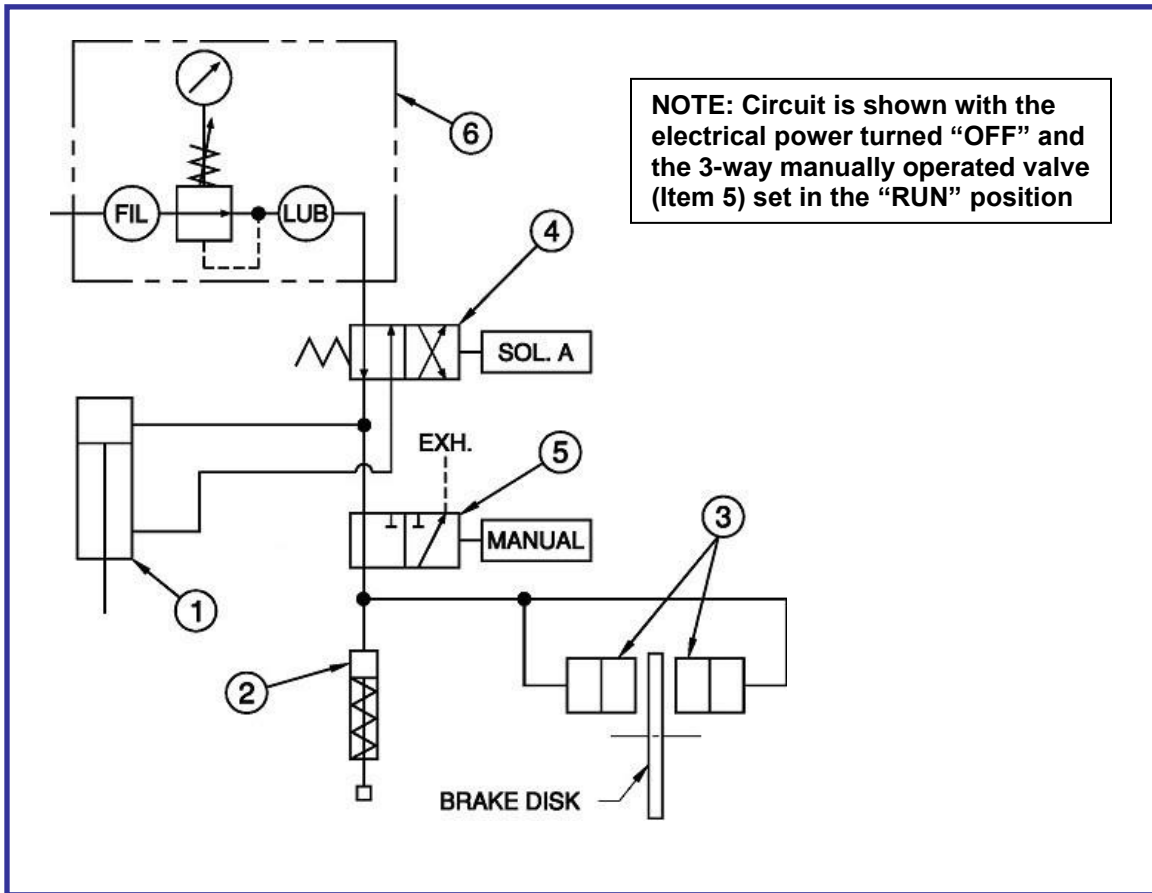 NOTE: Circuit is shown with the
electrical power turned “OFF” and
the 3-way manually operated valve
(Item 5) set in the “RUN” position
6
FIL
LUB
4
SOL. A
EXH.
5
MANUAL
3
1
2
BRAKE DISK